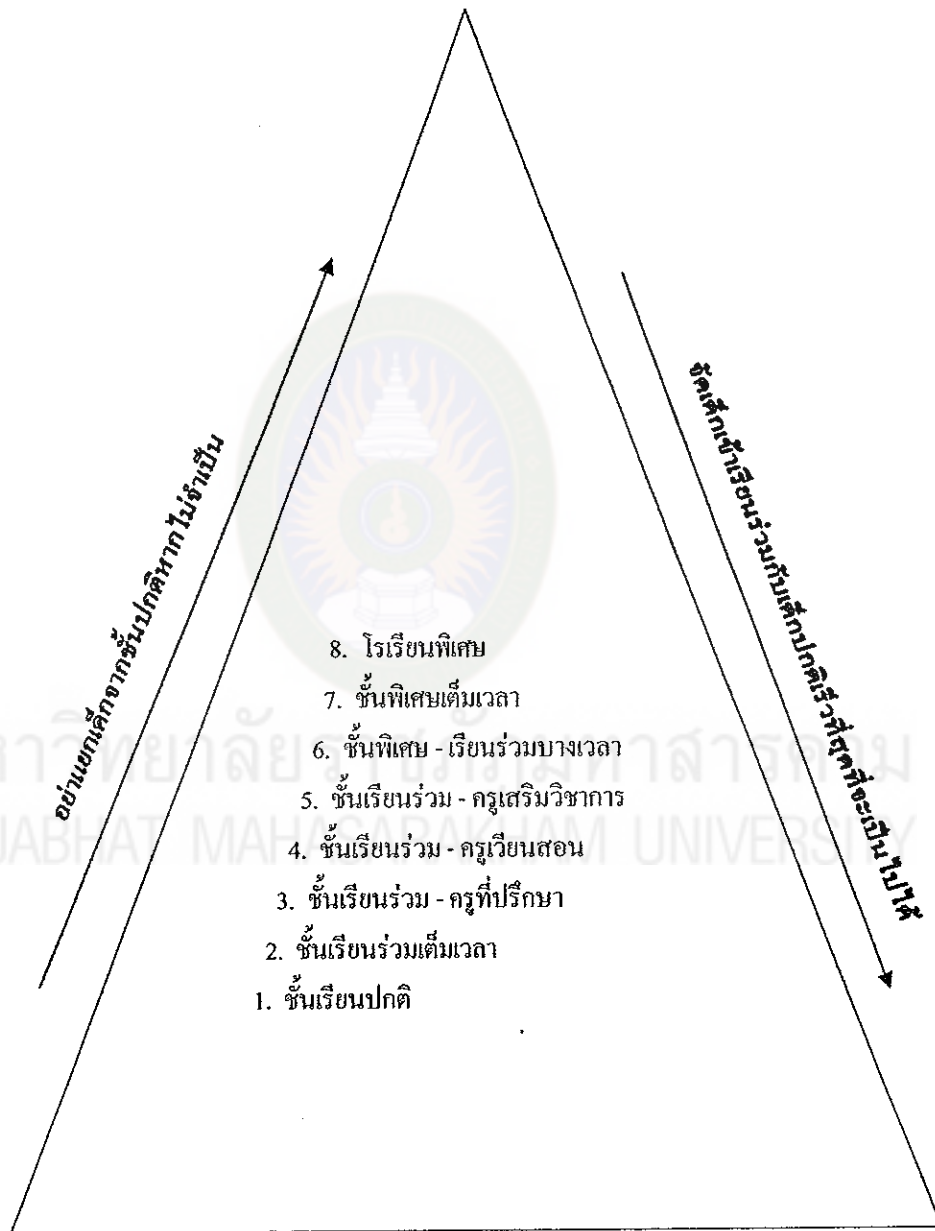 อย่าแยกเด็กจากชั้นปกติหากไม่จำเป็น
จัดเด็กเข้าเรียนร่วมกับเด็กปกติเร็วที่สุดที่จะเป็นไปได้
8. โรเรียนพิเศษ
7. ชั้นพิเศษเต็มเวลา
6. ชั้นพิเศษ - เรียนร่วมบางเวลา
5. ชั้นเรียนร่วม - ครูเสริมวิชาการ
4. ชั้นเรียนร่วม - ครูเวียนสอน
3. ชั้นเรียนร่วม - ครูที่ปรึกษา
2. ชั้นเรียนร่วมเต็มเวลา
1. ชั้นเรียนปกติ
MAHASARAKHAM UNIVERSITY